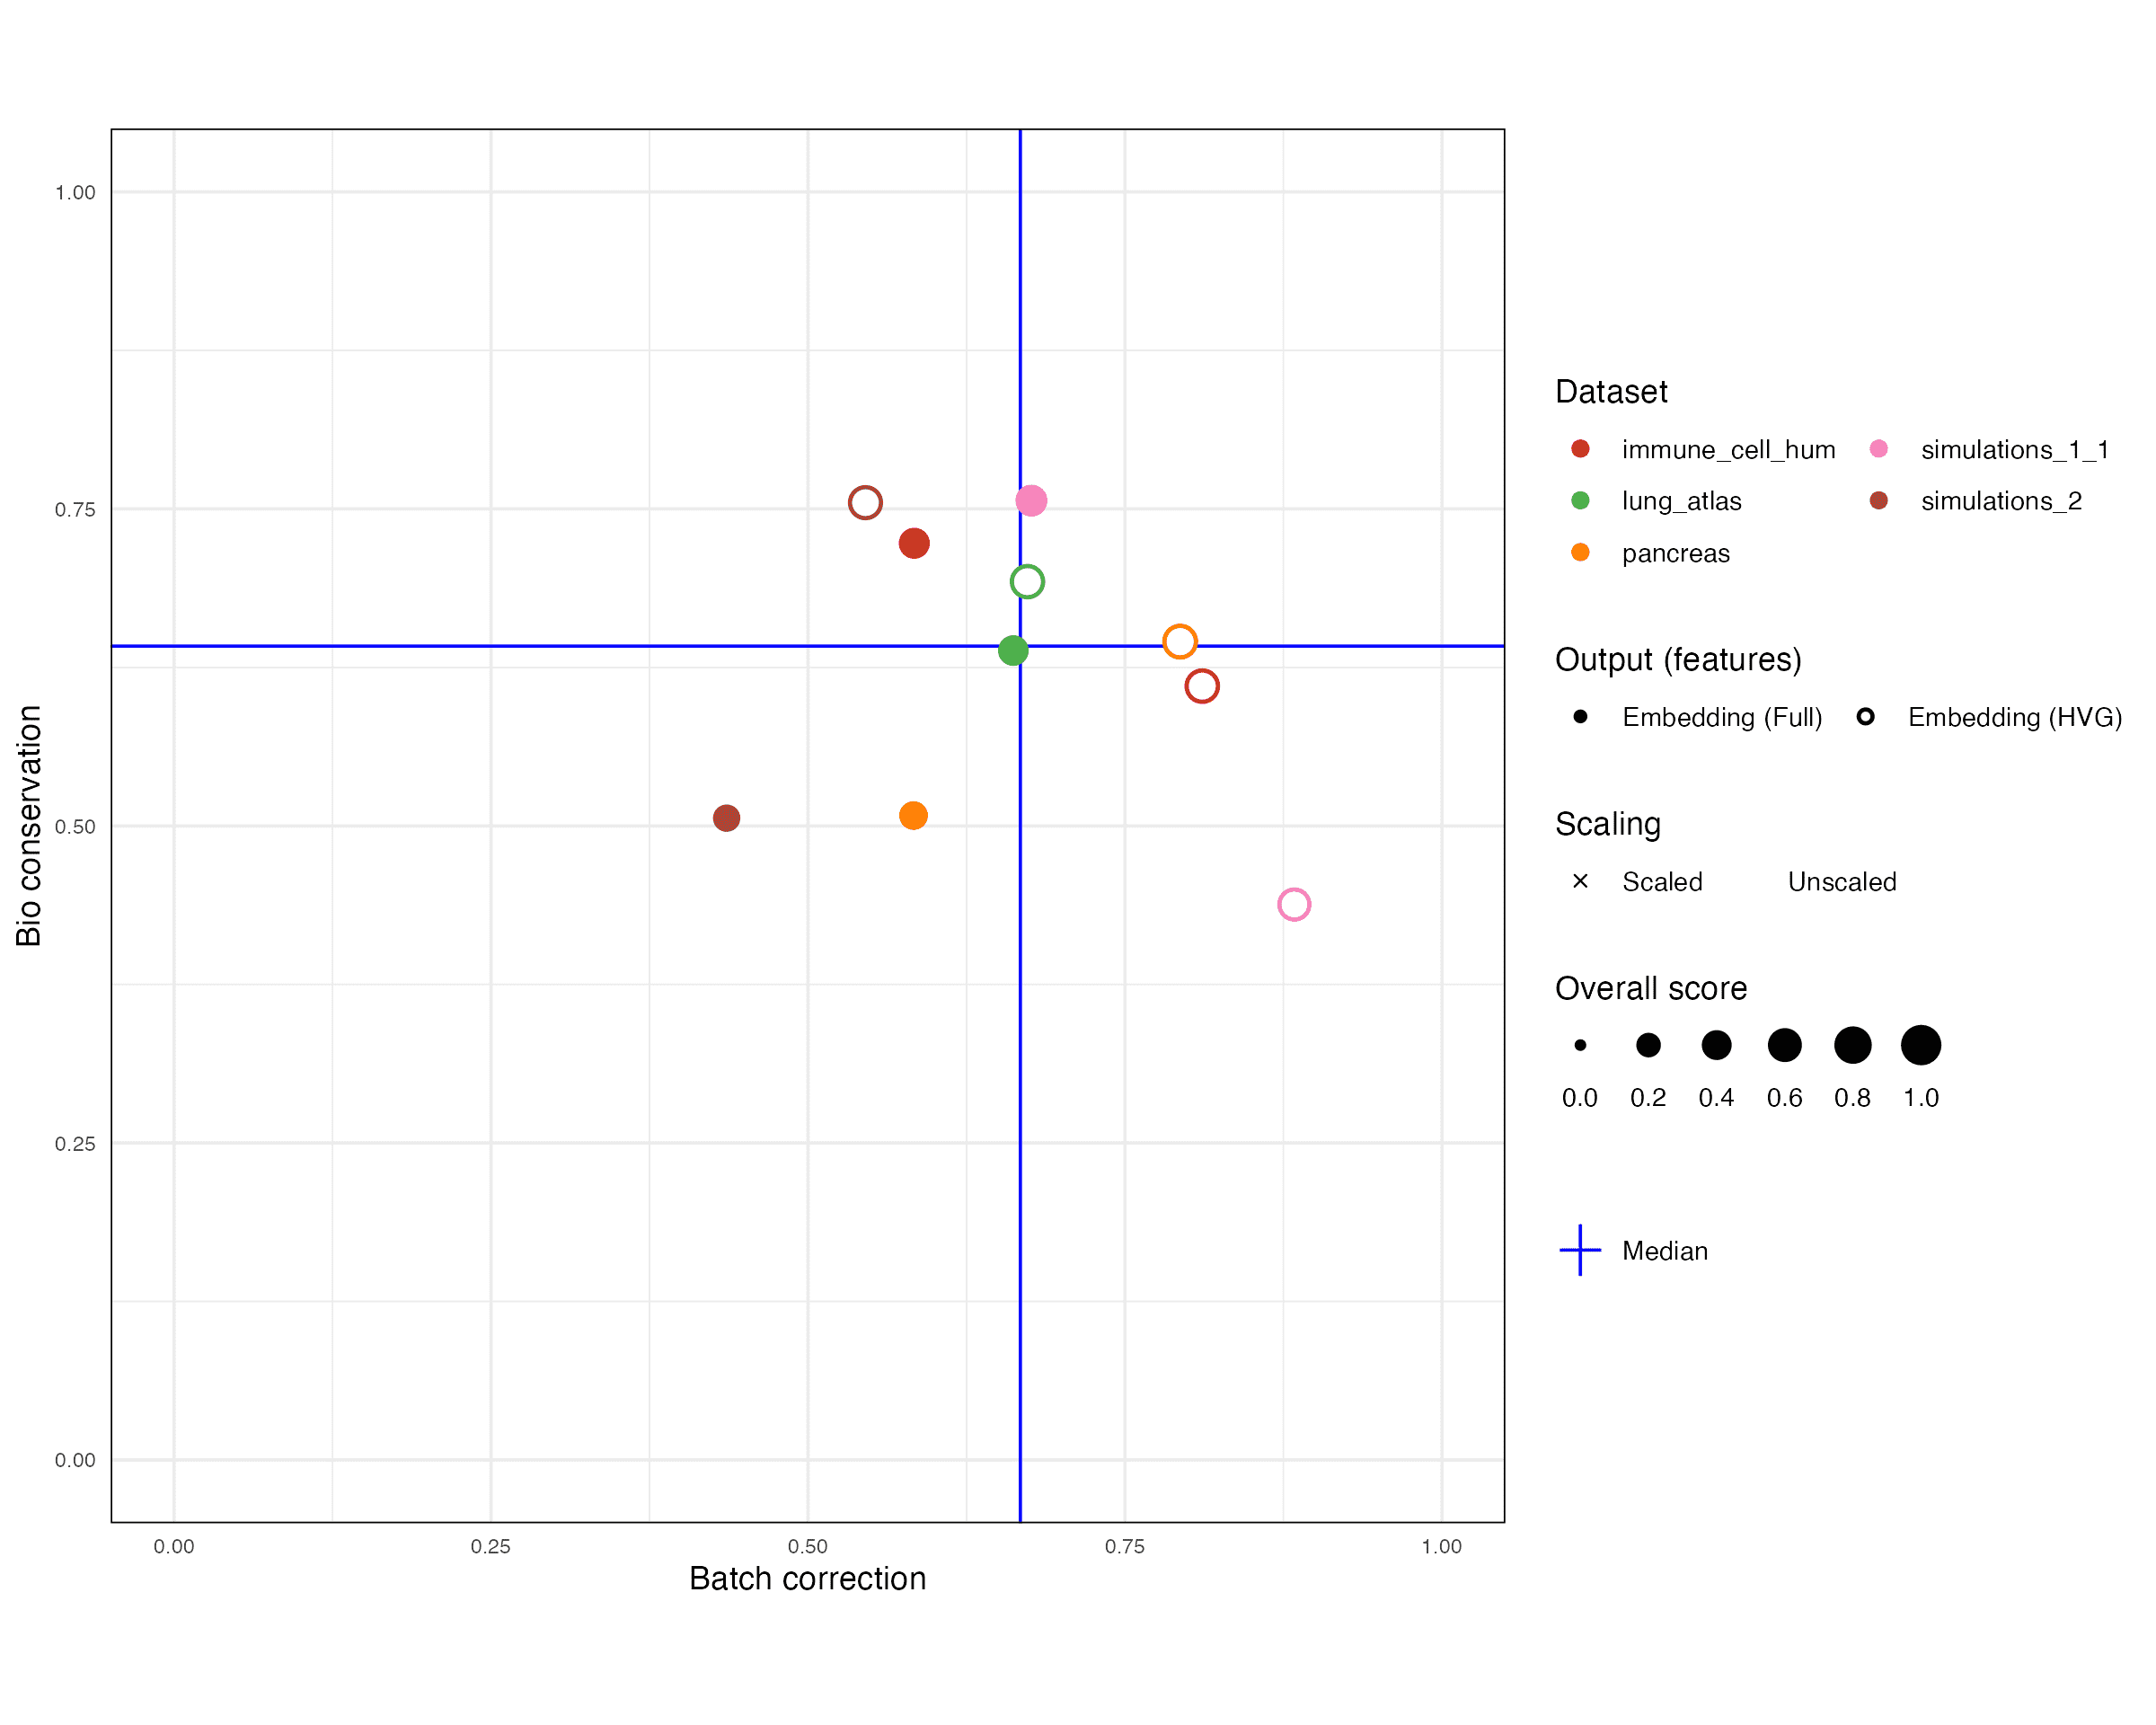 1.00
0.75
0.50
0.25
0.00
Bio conservation
0.00 0.25 0.50 0.75 1.00
Batch correction
Dataset
immune_cell_hum simulations_1_1
lung_atlas simulations_2
pancreas
Output (features)
Embedding (Full) Embedding (HVG)
Scaling
Scaled Unscaled
Overall score
0.0 0.2 0.4 0.6 0.8 1.0
Median